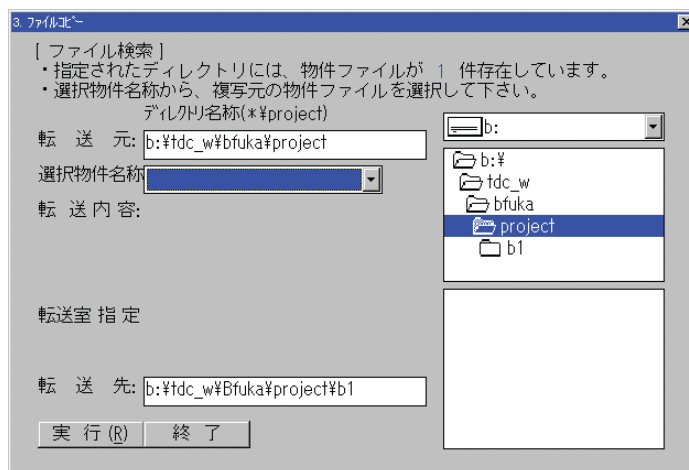 3. ﾌｧｲﾙｺﾋﾟｰ
[ ファイル検索 ]
・指定されたディレクトリには、物件ファイルが 1 件存在しています。
・選択物件名称から、複写元の物件ファイルを選択して下さい。
ﾃﾞｨﾚｸﾄﾘ名称(*¥project)
転 送 元: b:¥tdc_w¥bfuka¥project
選択物件名称
転 送 内 容:
転送室 指 定
転 送 先: b:¥tdc_w¥Bfuka¥project¥b1
実 行 (R) 終 了
b:
b:¥
tdc_w
bfuka
project
b1